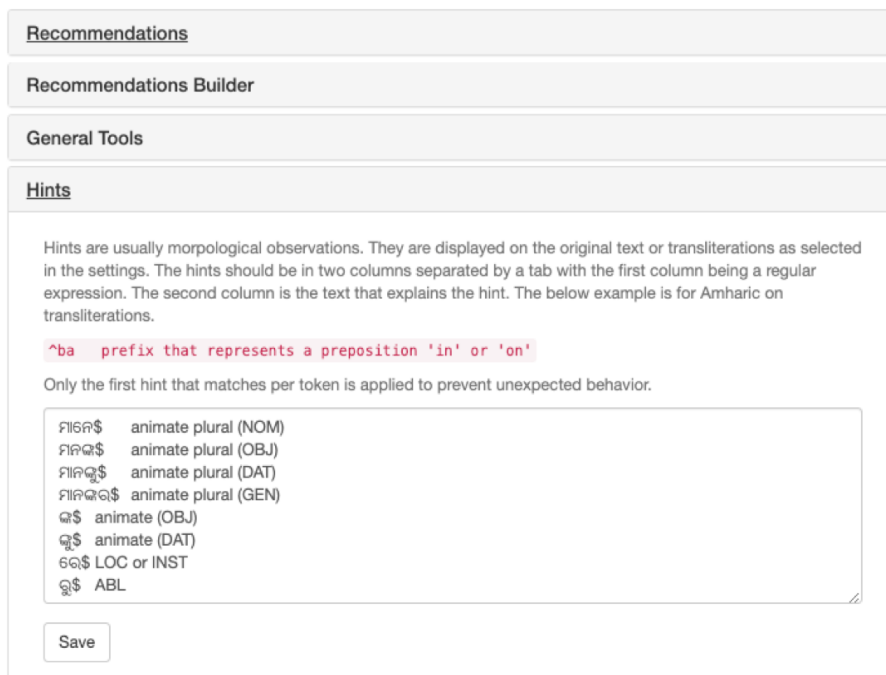 Recommendations
Recommendations Builder
General Tools
Hints
Hints are usually morpological observations. They are displayed on the original text or transliterations as selected
in the settings. The hints should be in two columns separated by a tab with the first column being a regular
expression. The second column is the text that explains the hint. The below example is for Amharic on
transliterations.
^ba prefix that represents a preposition 'in' or 'on'
Only the first hint that matches per token is applied to prevent unexpected behavior.
ମାନେ$ animate plural (NOM)
ମନଙ୍କ$ animate plural (OBJ)
ମାନଙ୍କୁ$ animate plural (DAT)
ମାନଙ୍କର$ animate plural (GEN)
ଙ୍କ$ animate (OBJ)
ଙ୍କୁ$ animate (DAT)
ରେ$ LOC or INST
ରୁ$ ABL
Save